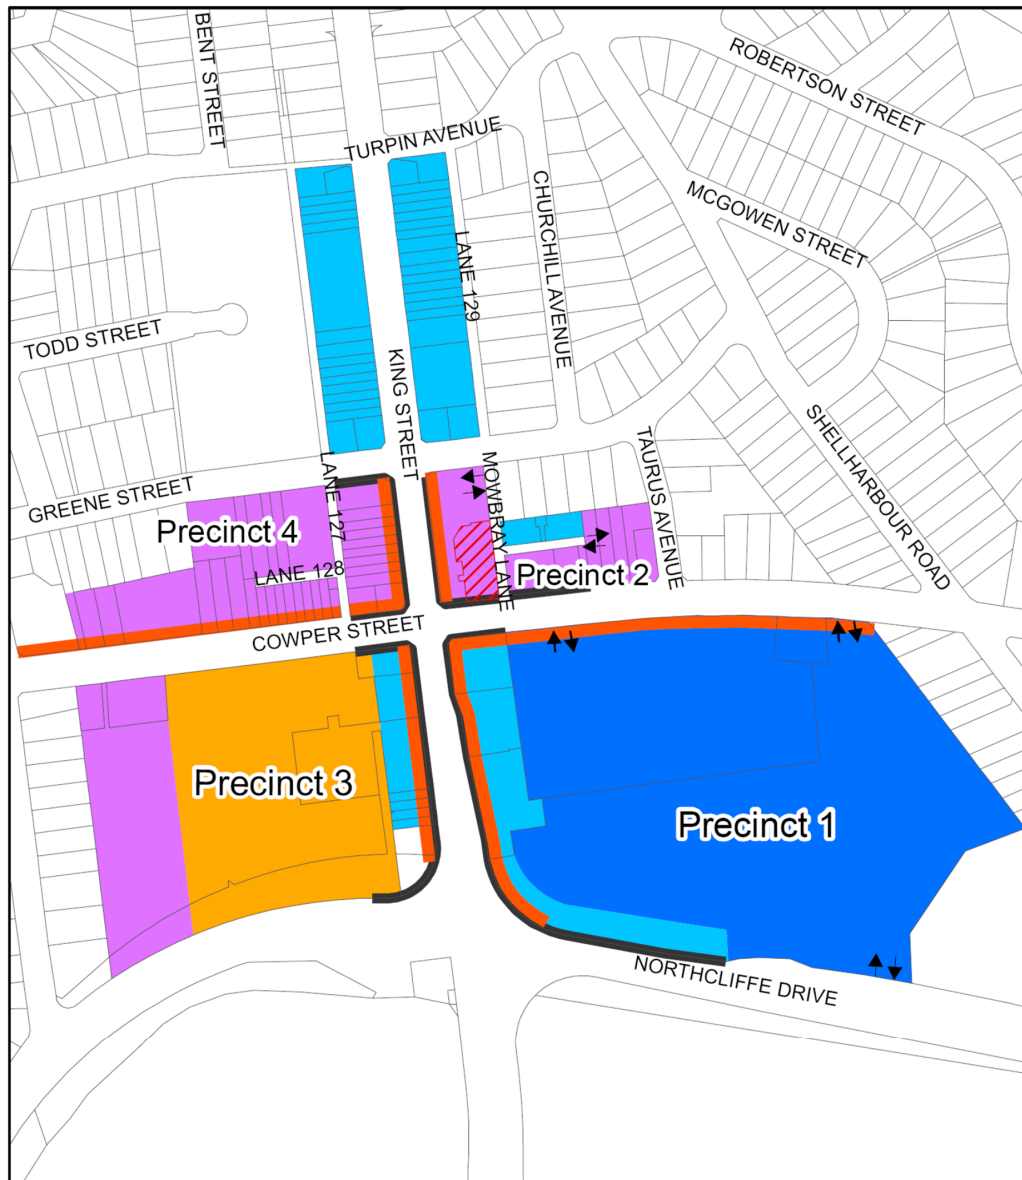 BENT STREET
ROBERTSON STREET
TURPIN AVENUE
CHURCHILL AVENUE
MCGOWEN STREET
LANE 129
TODD STREET
KING STREET
SHELLHARBOUR ROAD
TAURUS AVENUE
LANE 127
MOWBRAY LANE
GREENE STREET
Precinct 4
LANE 128
Precinct 2
COWPER STREET
Precinct 3
Precinct 1
NORTHCLIFFE DRIVE